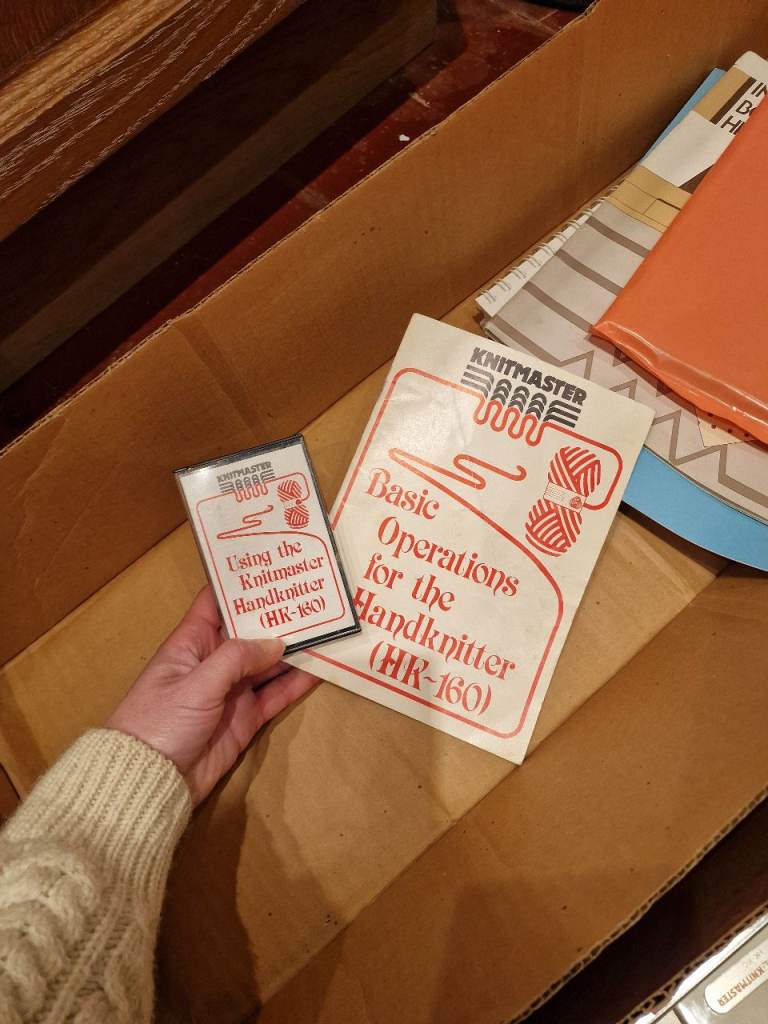 KNITMASTER
Using the
Knitmaster
Handknitter
(HK-160)
KNITMASTER
Basic
Operations
for the
Handknitter
(HK-160)
KNITMASTER